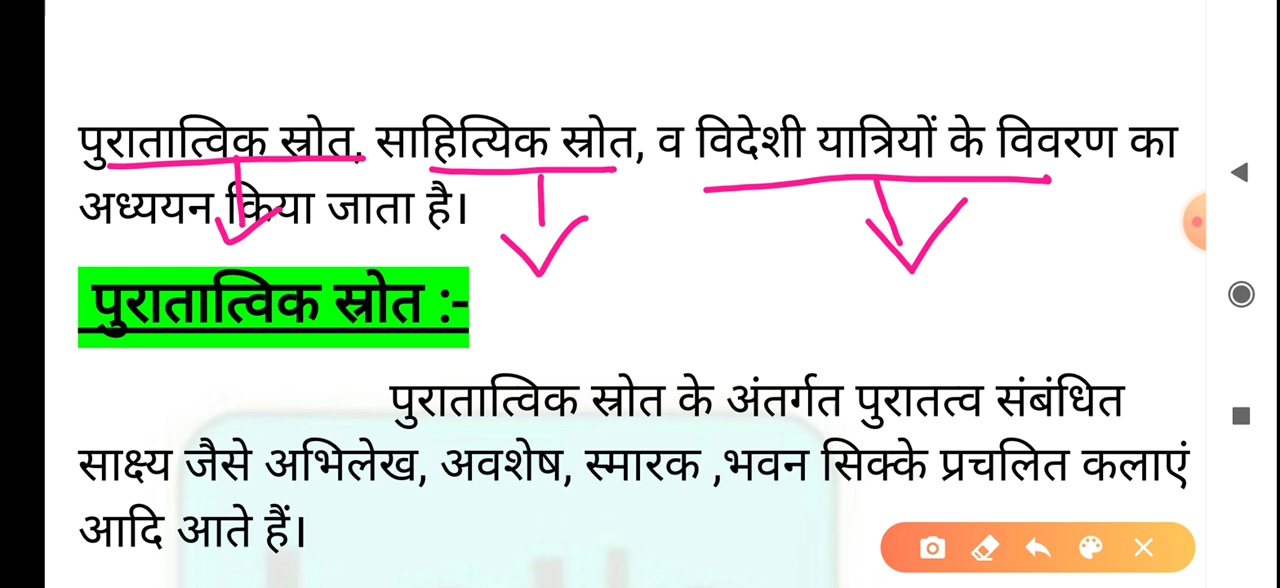 पुरातात्विक स्रोत, साहित्यिक स्रोत, व विदेशी यात्रियों के विवरण का
अध्ययन किया जाता है।
पुरातात्विक स्रोत :-
पुरातात्विक स्रोत के अंतर्गत पुरातत्व संबंधित
साक्ष्य जैसे अभिलेख, अवशेष, स्मारक ,भवन सिक्के प्रचलित कलाएं
आदि आते हैं।